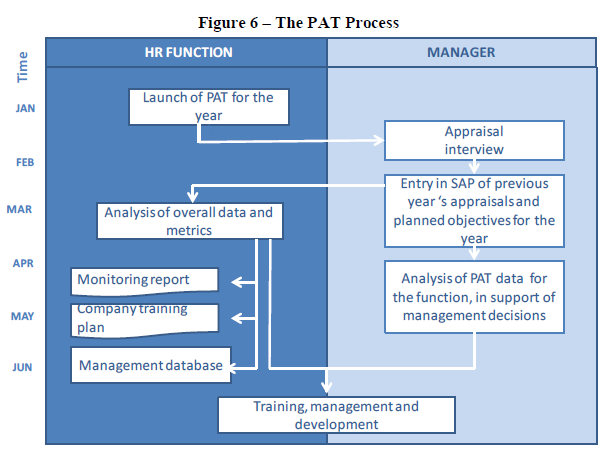 Figure 6 – The PAT Process
Time
HR FUNCTION
MANAGER
JAN
Launch of PAT for the
year
Appraisal
interview
FEB
Entry in SAP of previous
year 's appraisals and
planned objectives for the
year
MAR
Analysis of overall data and
metrics
APR
Monitoring report
Analysis of PAT data for
the function, in support of
management decisions
MAY
Company training
plan
JUN
Management database
Training, management and
development